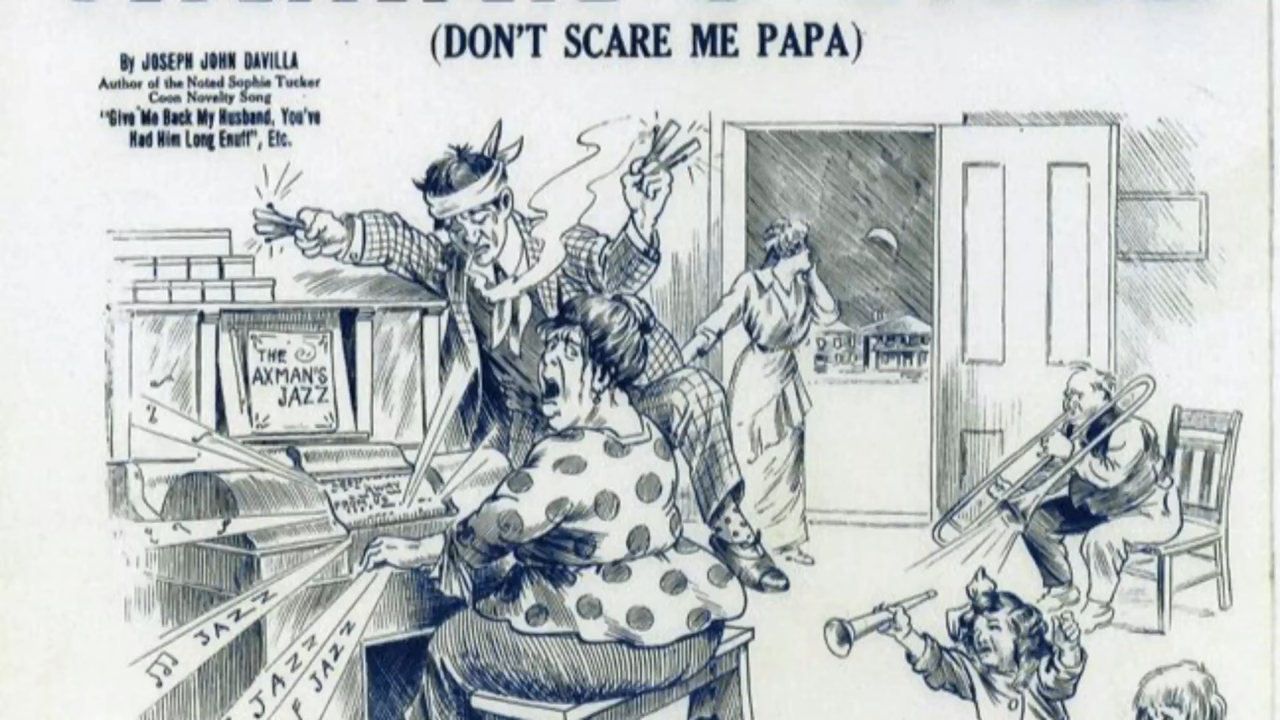 (DON'T SCARE ME PAPA)
By JOSEPH JOHN DAVILLA
Author of the Noted Sophie Tucker
Coon Novelty Song
"Give Me Back My Husband, You've
Had Him Long Enuff", Etc.
THE
AXMAN'S
JAZZ
JAZZ
JAZZ
JAZZ